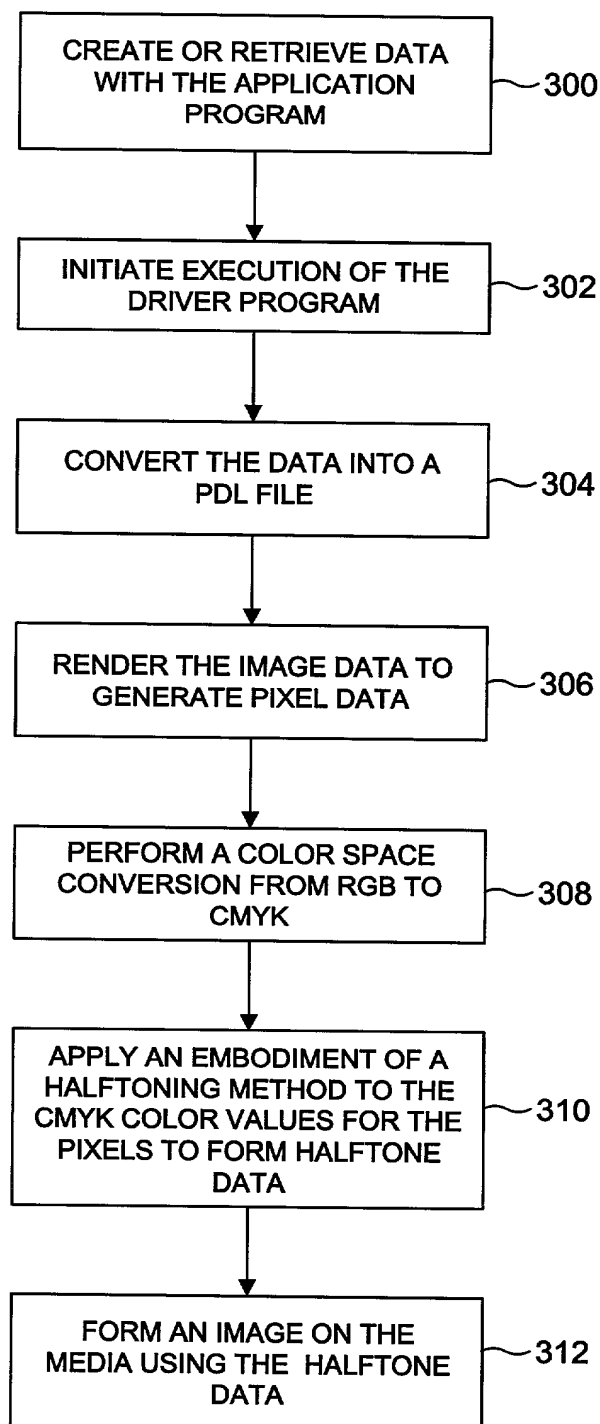 CREATE OR RETRIEVE DATA
WITH THE APPLICATION
PROGRAM
300
INITIATE EXECUTION OF THE
DRIVER PROGRAM
302
CONVERT THE DATA INTO A
PDL FILE
304
RENDER THE IMAGE DATA TO
GENERATE PIXEL DATA
306
PERFORM A COLOR SPACE
CONVERSION FROM RGB TO
CMYK
308
APPLY AN EMBODIMENT OF A
HALFTONING METHOD TO THE
CMYK COLOR VALUES FOR THE
PIXELS TO FORM HALFTONE
DATA
310
FORM AN IMAGE ON THE
MEDIA USING THE HALFTONE
DATA
312